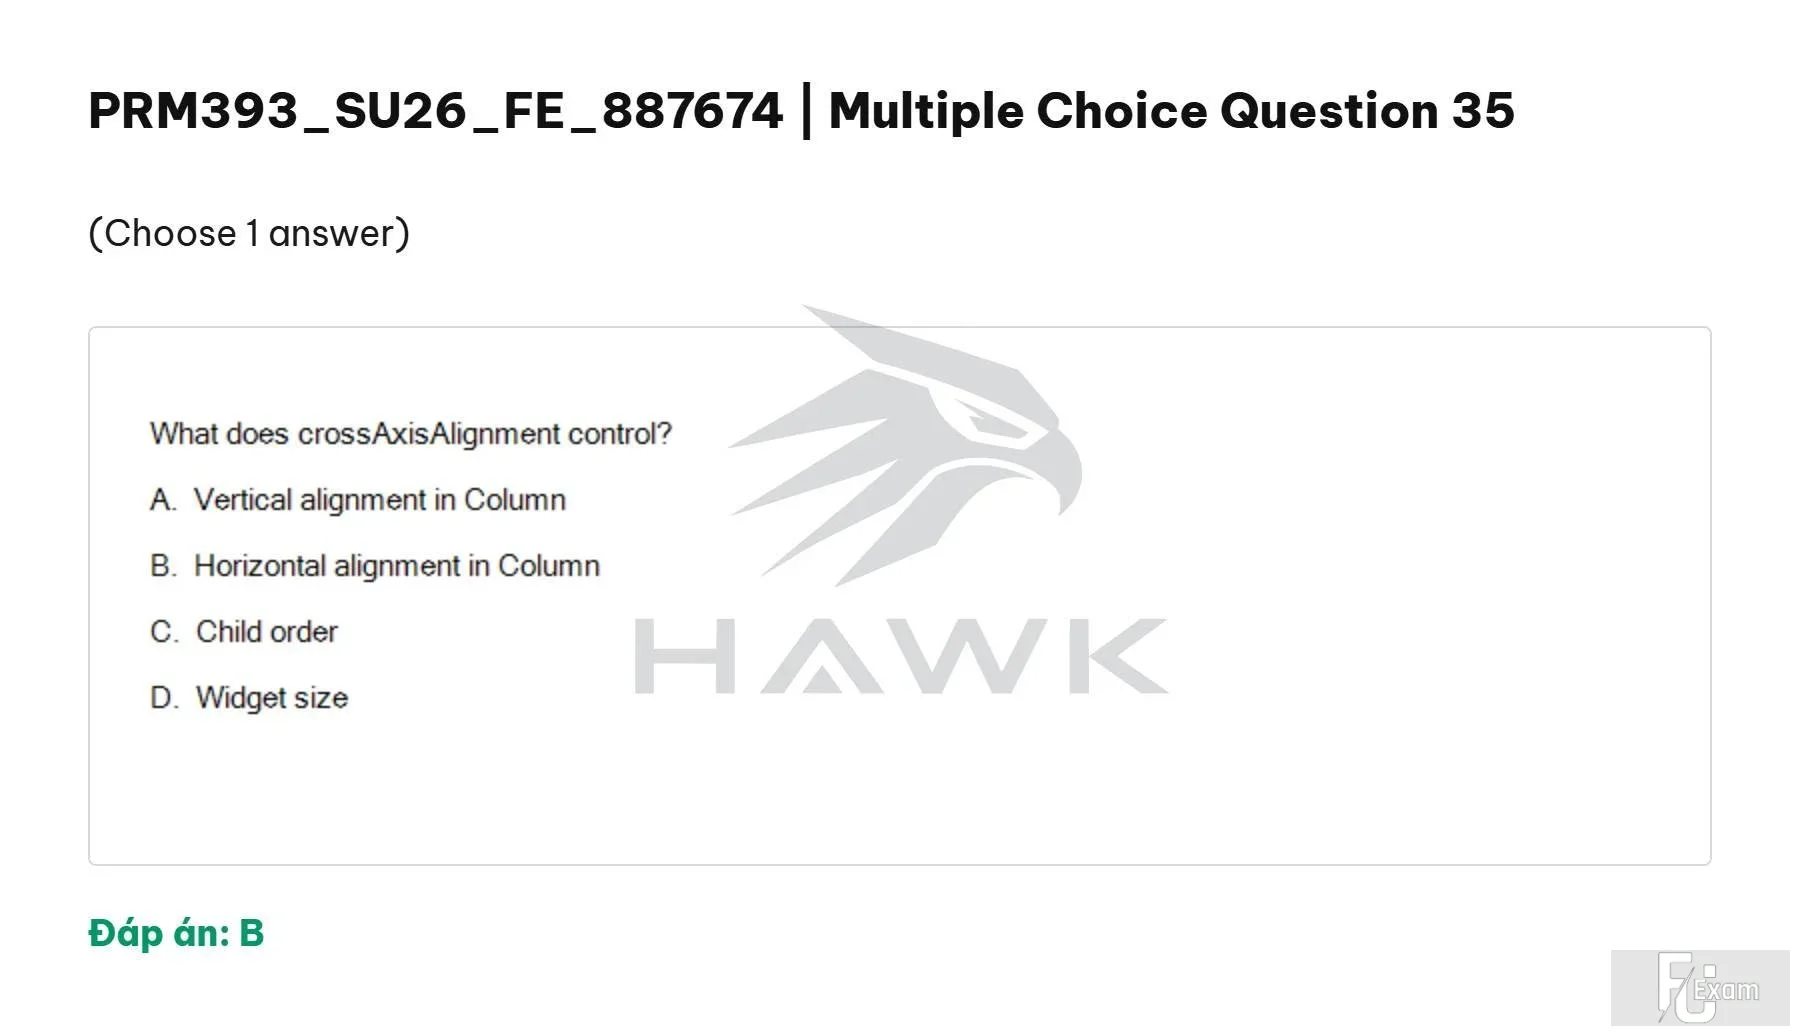 PRM393_SU26_FE_887674 | Multiple Choice Question 35
(Choose 1 answer)
What does crossAxisAlignment control?
A. Vertical alignment in Column
B. Horizontal alignment in Column
C. Child order
D. Widget size
HAWK
Đáp án: B
FU Exam